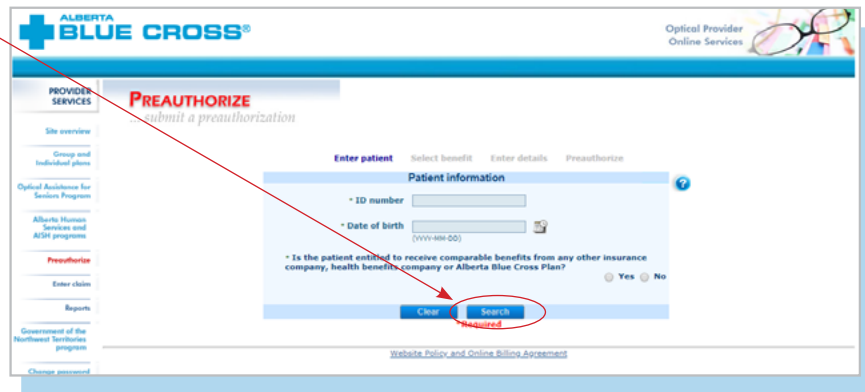 ALBERTA
BLUE CROSS®
Optical Provider
Online Services
PROVIDER
SERVICES
Site overview
Group and
Individual plans
Optical Assistance for
Seniors Program
Alberta Human
Services and
AISH programs
Preauthorize
Enter claim
Reports
Government of the
Northwest Territories
program
Change password
PREAUTHORIZE
... submit a preauthorization
Enter patient Select benefit Enter details Preauthorize
Patient information
* ID number
* Date of birth
(YYYY-MM-DD)
* Is the patient entitled to receive comparable benefits from any other insurance
company, health benefits company or Alberta Blue Cross Plan?
Yes No
Clear Search
*Required
Website Policy and Online Billing Agreement